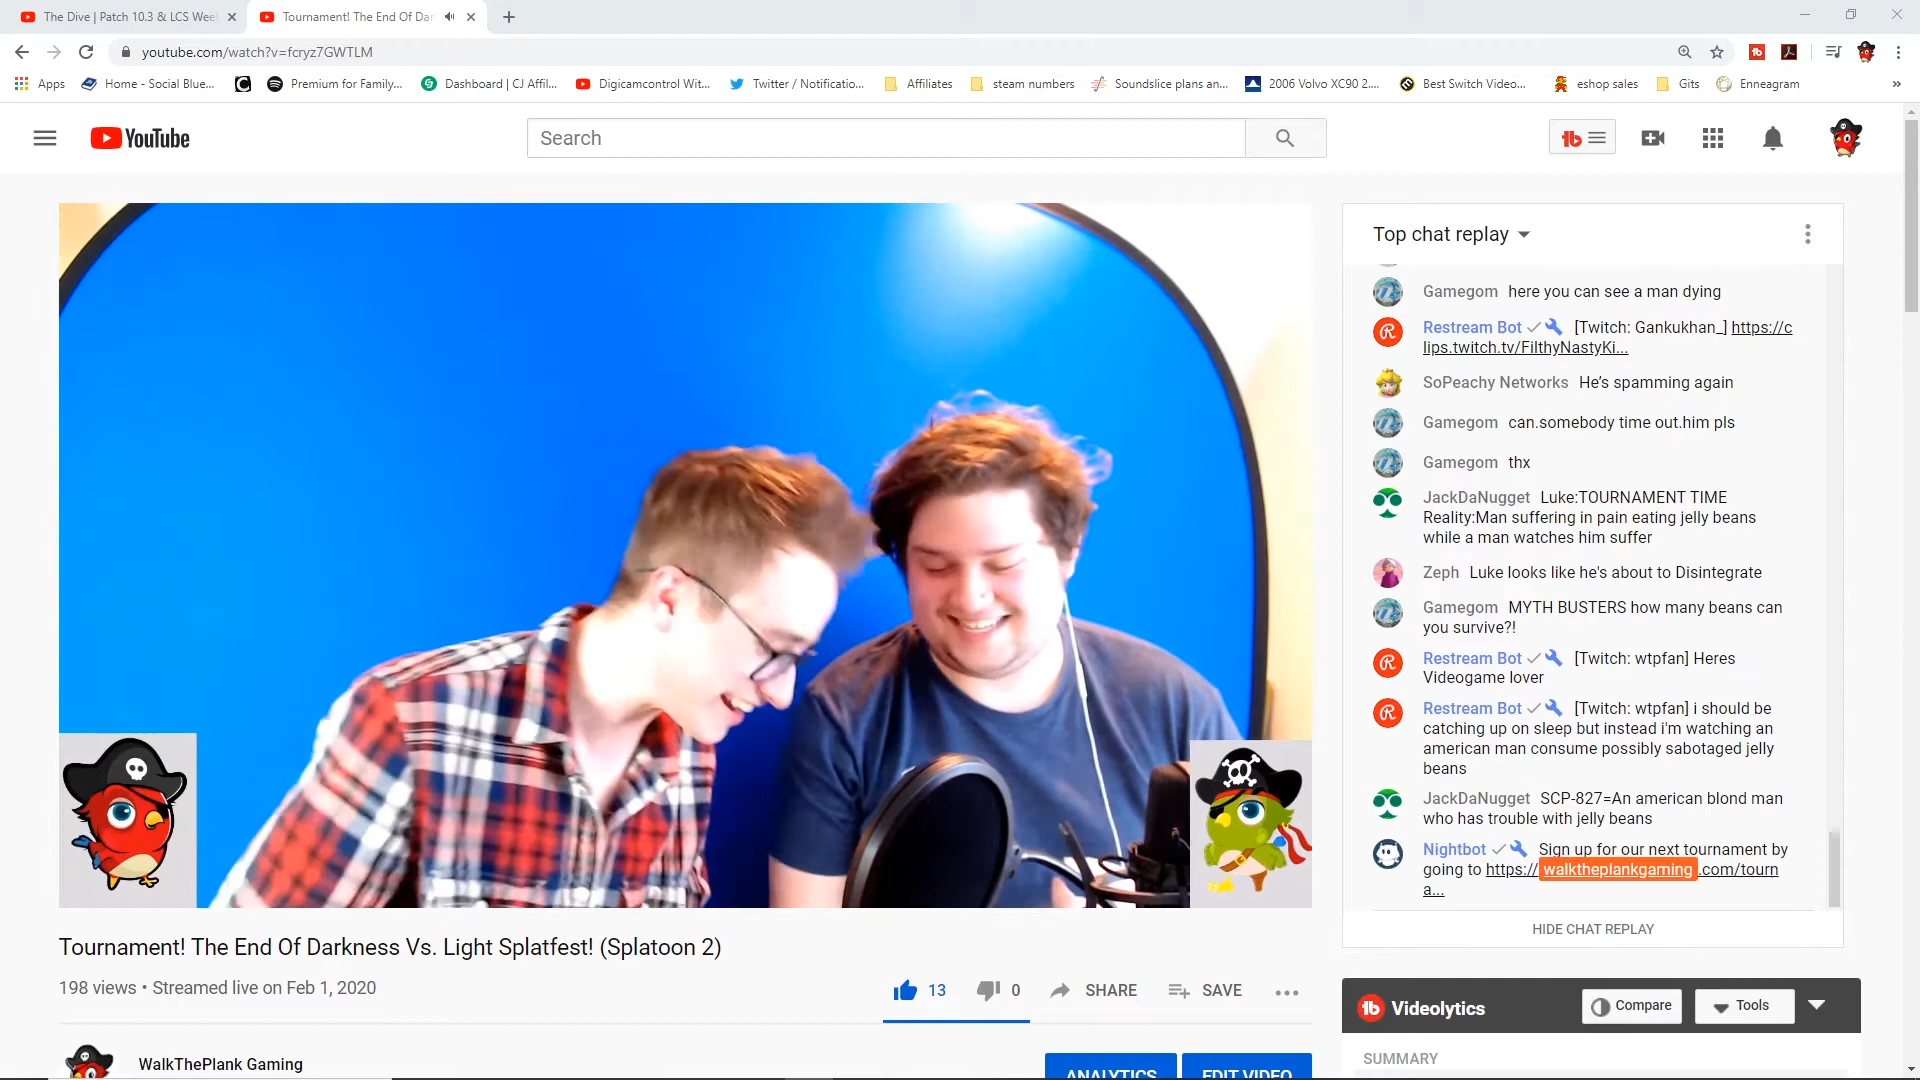 The Dive | Patch 10.3 & LCS Wee
Tournament! The End Of Dar
youtube.com/watch?v=fcryz7GWTLM
Apps
Home - Social Blue...
Premium for Family...
Dashboard | CJ Affil...
Digicamcontrol Wit...
Twitter / Notificatio...
Affiliates
steam numbers
Soundslice plans an...
2006 Volvo XC90 2....
Best Switch Video...
eshop sales
Gits
Enneagram
»
YouTube
Search
tb
Top chat replay
Gamegom here you can see a man dying
Restream Bot [Twitch: Gankukhan_] https://c
lips.twitch.tv/FilthyNastyKi...
SoPeachy Networks He’s spamming again
Gamegom can.somebody time out.him pls
Gamegom thx
JackDaNugget Luke:TOURNAMENT TIME
Reality:Man suffering in pain eating jelly beans
while a man watches him suffer
Zeph Luke looks like he's about to Disintegrate
Gamegom MYTH BUSTERS how many beans can
you survive?!
Restream Bot [Twitch: wtpfan] Heres
Videogame lover
Restream Bot [Twitch: wtpfan] i should be
catching up on sleep but instead i'm watching an
american man consume possibly sabotaged jelly
beans
JackDaNugget SCP-827=An american blond man
who has trouble with jelly beans
Nightbot Sign up for our next tournament by
going to https://walktheplankgaming.com/tourn
a...
HIDE CHAT REPLAY
Tournament! The End Of Darkness Vs. Light Splatfest! (Splatoon 2)
198 views • Streamed live on Feb 1, 2020
13
0
SHARE
SAVE
WalkThePlank Gaming
ANALYTICS
EDIT VIDEO
tb Videolytics
Compare
Tools
SUMMARY